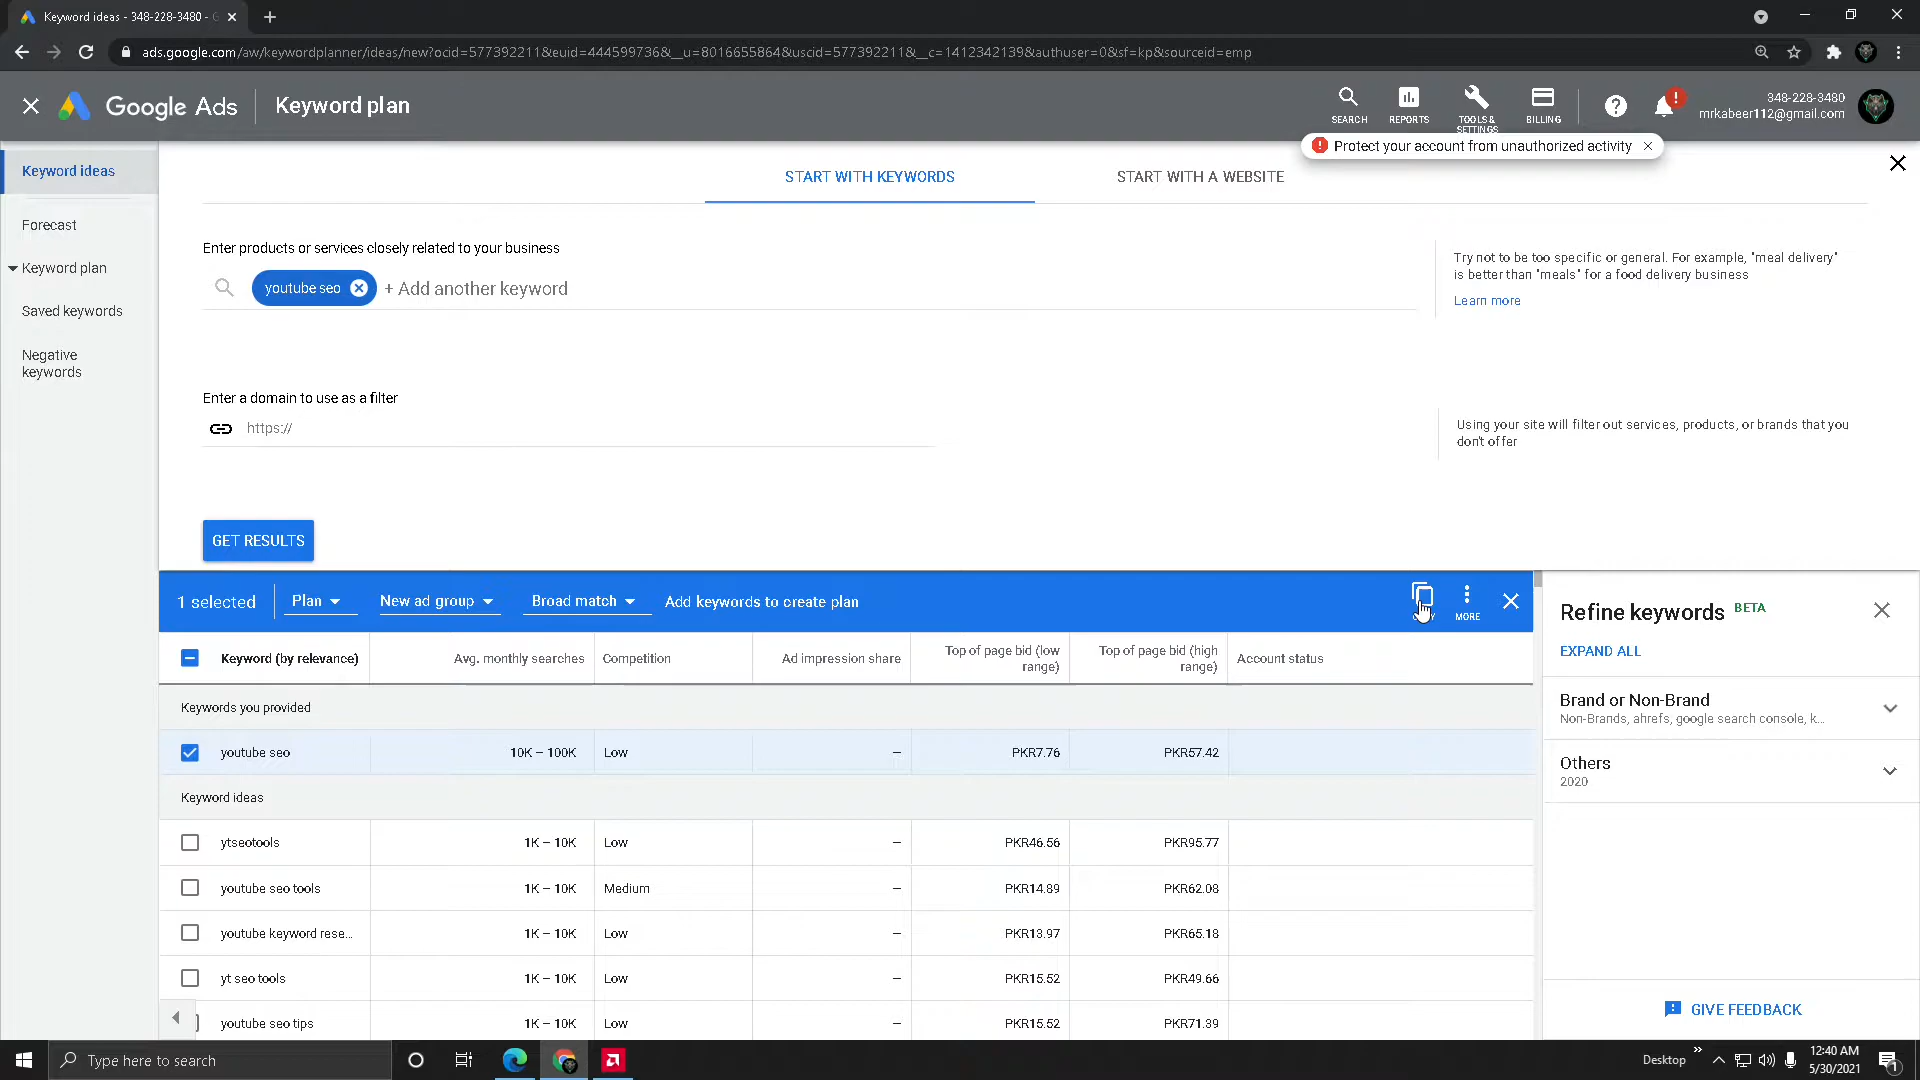 Keyword ideas - 348-228-3480 - G
ads.google.com/aw/keywordplanner/ideas/new?ocid=577392211&euid=444599736&__u=8016655864&uscid=577392211&__c=1412342139&authuser=0&sf=kp&sourceid=emp
Google Ads
Keyword plan
SEARCH
REPORTS
TOOLS &
SETTINGS
BILLING
348-228-3480
mrkabeer112@gmail.com
Protect your account from unauthorized activity
Keyword ideas
Forecast
Keyword plan
Saved keywords
Negative
keywords
START WITH KEYWORDS
START WITH A WEBSITE
Enter products or services closely related to your business
youtube seo
+ Add another keyword
Try not to be too specific or general. For example, "meal delivery"
is better than "meals" for a food delivery business
Learn more
Enter a domain to use as a filter
https://
Using your site will filter out services, products, or brands that you
don't offer
GET RESULTS
1 selected
Plan
New ad group
Broad match
Add keywords to create plan
MORE
Keyword (by relevance)
Avg. monthly searches
Competition
Ad impression share
Top of page bid (low
range)
Top of page bid (high
range)
Account status
Keywords you provided
youtube seo 10K – 100K Low – PKR7.76 PKR57.42
Keyword ideas
ytseotools 1K – 10K Low – PKR46.56 PKR95.77
youtube seo tools 1K – 10K Medium – PKR14.89 PKR62.08
youtube keyword rese... 1K – 10K Low – PKR13.97 PKR65.18
yt seo tools 1K – 10K Low – PKR15.52 PKR49.66
youtube seo tips 1K – 10K Low – PKR15.52 PKR71.39
Refine keywords BETA
EXPAND ALL
Brand or Non-Brand
Non-Brands, ahrefs, google search console, k...
Others
2020
GIVE FEEDBACK
Type here to search
Desktop
12:40 AM
5/30/2021
1